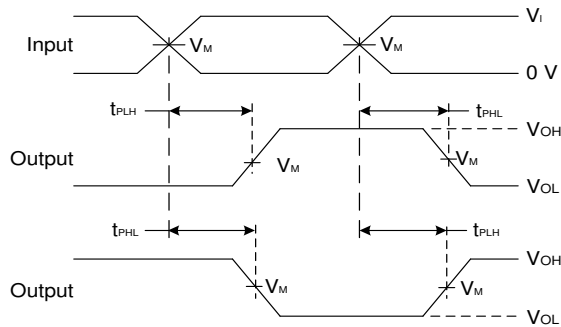 VI
Input VM VM
0 V
tPLH tPHL
VOH
Output VM VM
VOL
tPHL tPLH
VOH
Output VM VM
VOL